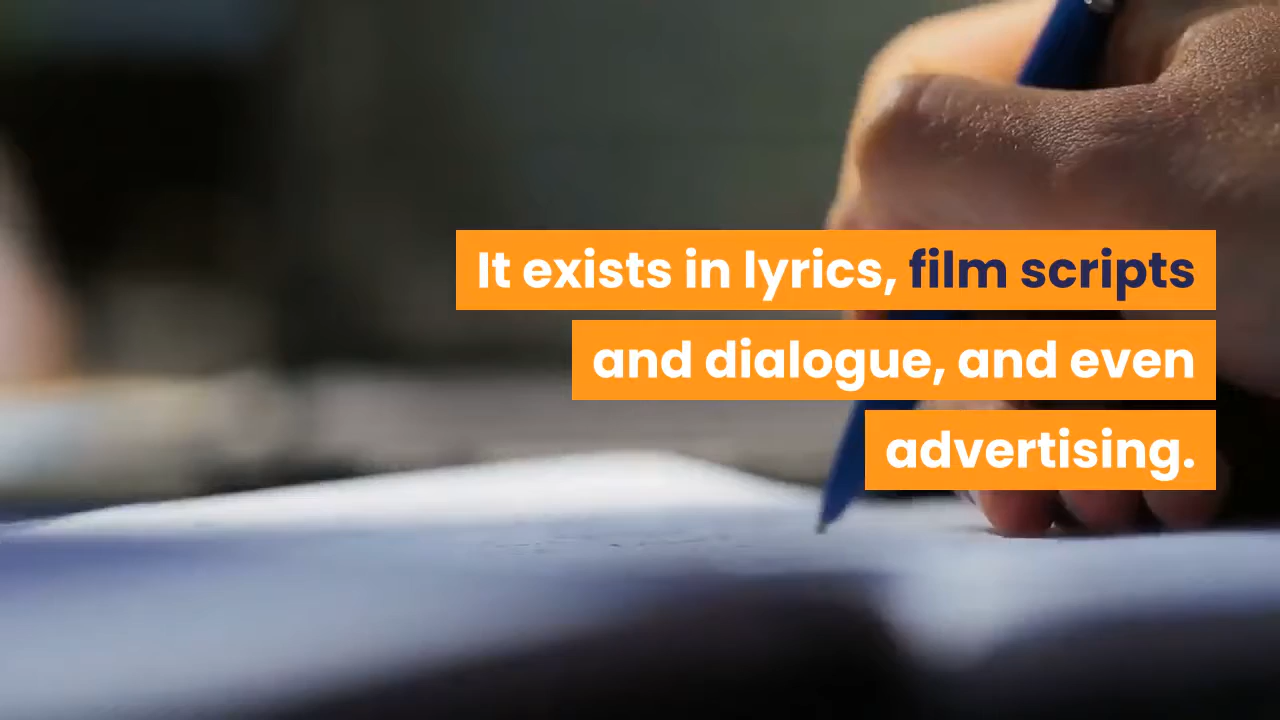 It exists in lyrics, film scripts
and dialogue, and even
advertising.